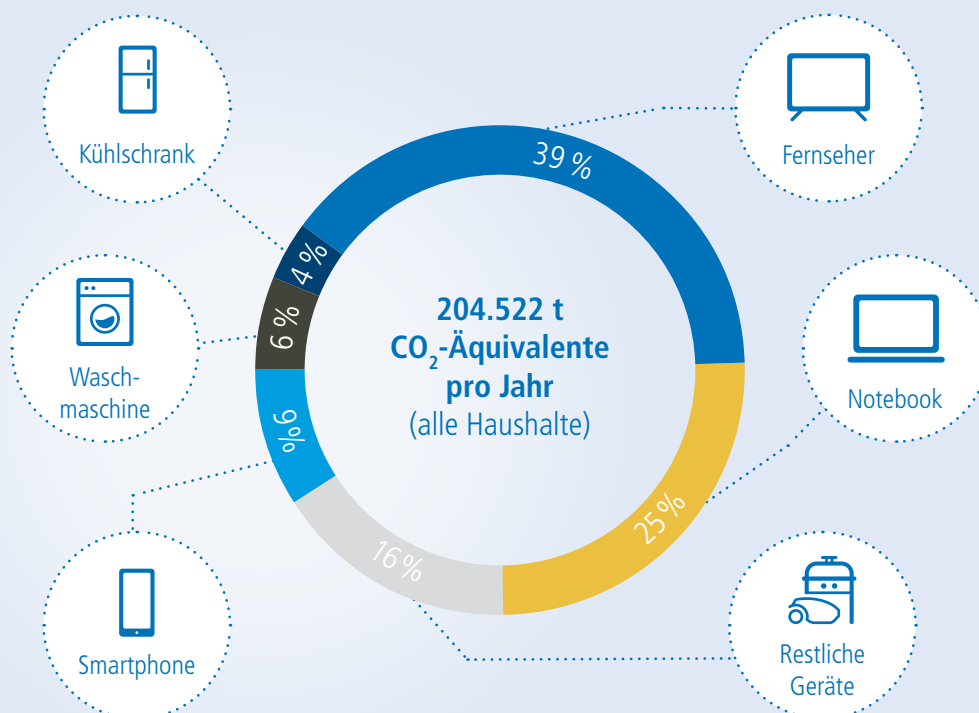 Kühlschrank
Fernseher
39 %
4 %
6 %
204.522 t
CO₂-Äquivalente
pro Jahr
(alle Haushalte)
Wasch-
maschine
Notebook
9%
25 %
16 %
Smartphone
Restliche
Geräte